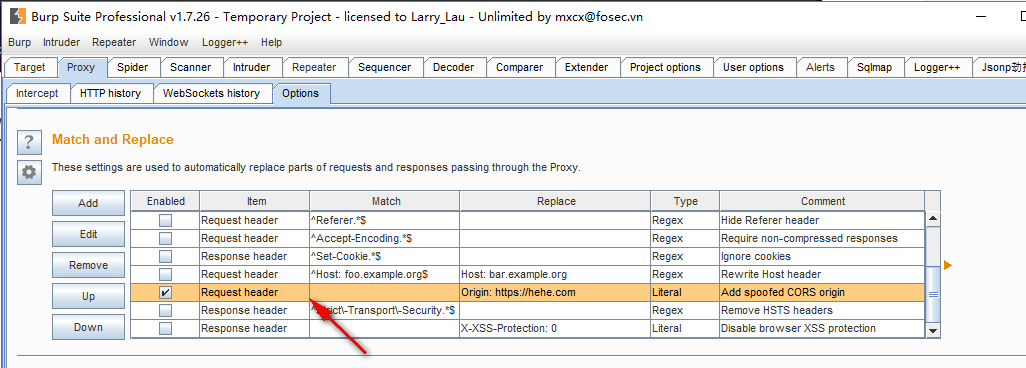 Burp Suite Professional v1.7.26 - Temporary Project - licensed to Larry_Lau - Unlimited by mxcx@fosec.vn
Burp Intruder Repeater Window Logger++ Help
Target Proxy Spider Scanner Intruder Repeater Sequencer Decoder Comparer Extender Project options User options Alerts Sqlmap Logger++ Jsonp劫
Intercept HTTP history WebSockets history Options
? Match and Replace
These settings are used to automatically replace parts of requests and responses passing through the Proxy.
Add
Edit
Remove
Up
Down
Enabled Item Match Replace Type Comment
Request header ^Referer.*$ Regex Hide Referer header
Request header ^Accept-Encoding.*$ Regex Require non-compressed responses
Response header ^Set-Cookie.*$ Regex Ignore cookies
Request header ^Host: foo.example.org$ Host: bar.example.org Regex Rewrite Host header
Request header Origin: https://hehe.com Literal Add spoofed CORS origin
Response header ^Strict\-Transport\-Security.*$ Regex Remove HSTS headers
Response header X-XSS-Protection: 0 Literal Disable browser XSS protection